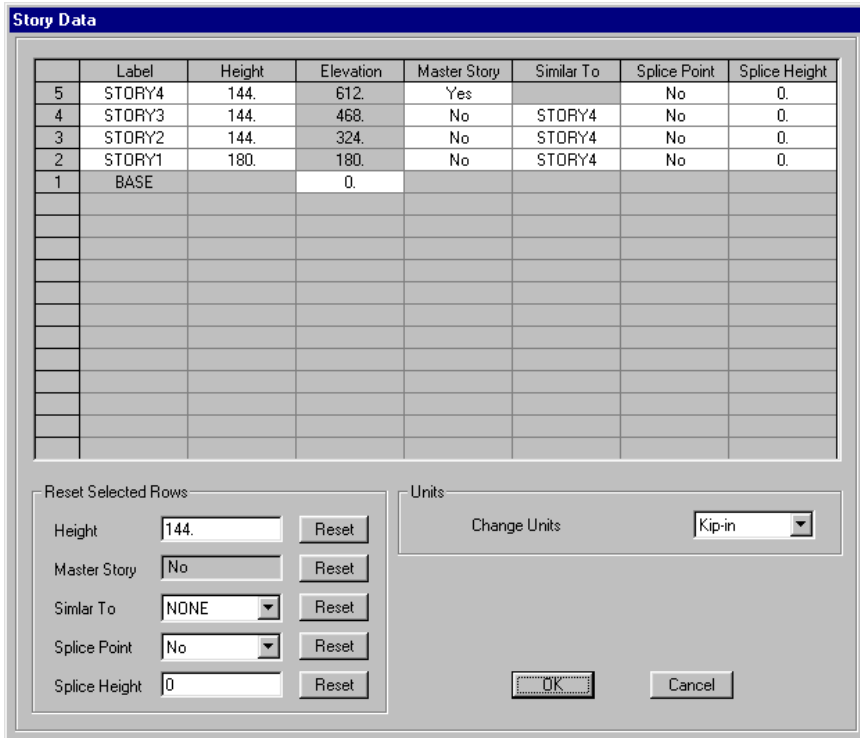 Story Data
Label Height Elevation Master Story Similar To Splice Point Splice Height
5 STORY4 144. 612. Yes No 0.
4 STORY3 144. 468. No STORY4 No 0.
3 STORY2 144. 324. No STORY4 No 0.
2 STORY1 180. 180. No STORY4 No 0.
1 BASE 0.
Reset Selected Rows
Height 144. Reset
Master Story No Reset
Simlar To NONE Reset
Splice Point No Reset
Splice Height 0 Reset
Units
Change Units Kip-in
OK Cancel